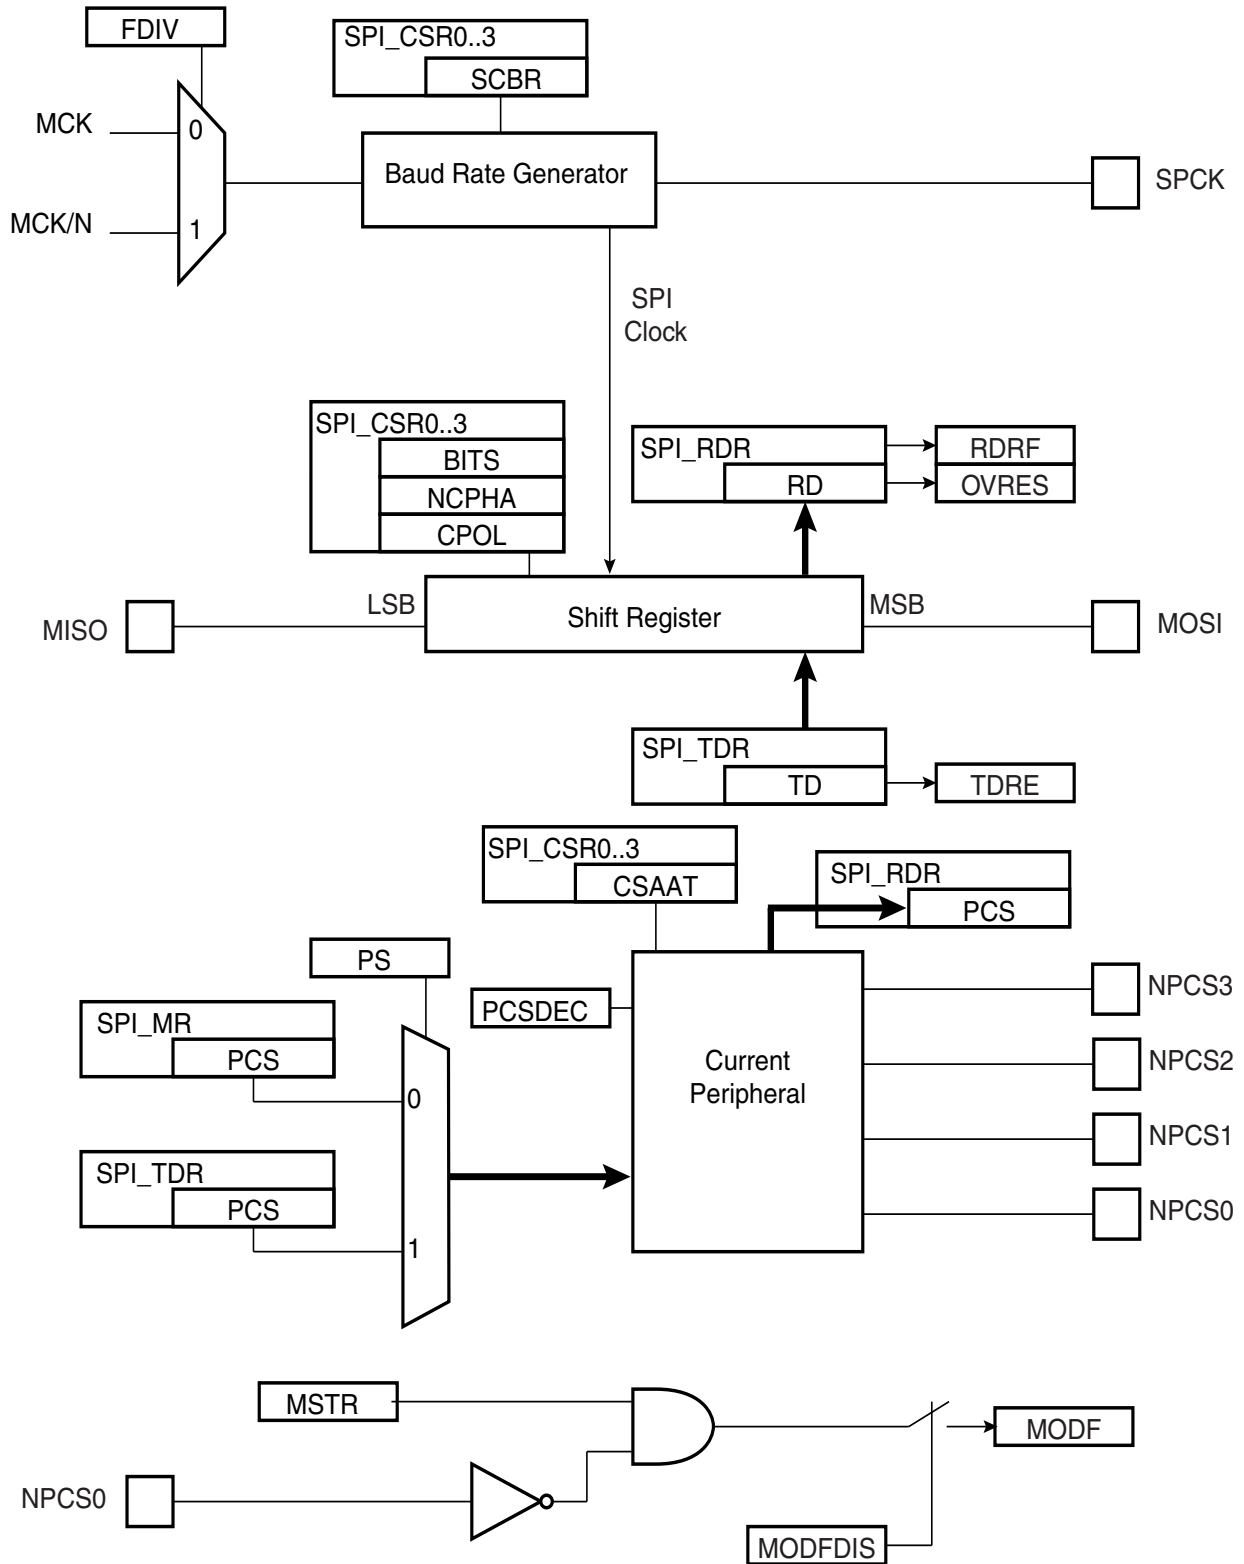 FDIV
SPI_CSR0..3
SCBR
MCK
0
Baud Rate Generator
SPCK
MCK/N
1
SPI
Clock
SPI_CSR0..3
BITS
NCPHA
CPOL
SPI_RDR
RD
RDRF
OVRES
MISO
LSB
Shift Register
MSB
MOSI
SPI_TDR
TD
TDRE
SPI_CSR0..3
CSAAT
SPI_RDR
PCS
PS
PCSDEC
NPCS3
SPI_MR
PCS
0
Current
Peripheral
NPCS2
NPCS1
SPI_TDR
PCS
1
NPCS0
MSTR
MODF
NPCS0
MODFDIS